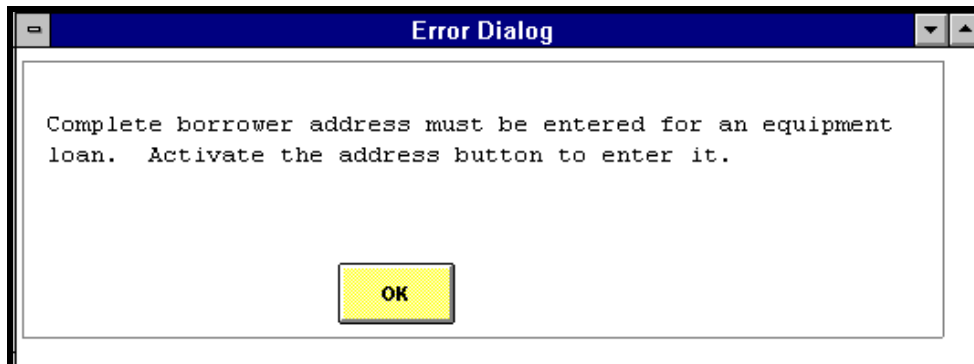 Error Dialog
Complete borrower address must be entered for an equipment
loan.  Activate the address button to enter it.
OK